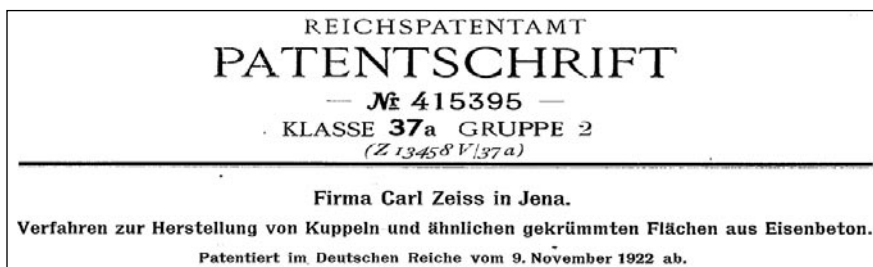 REICHSPATENTAMT
PATENTSCHRIFT
— № 415395 —
KLASSE 37a GRUPPE 2
(Z 13458 V/37a)
Firma Carl Zeiss in Jena.
Verfahren zur Herstellung von Kuppeln und ähnlichen gekrümmten Flächen aus Eisenbeton.
Patentiert im Deutschen Reiche vom 9. November 1922 ab.